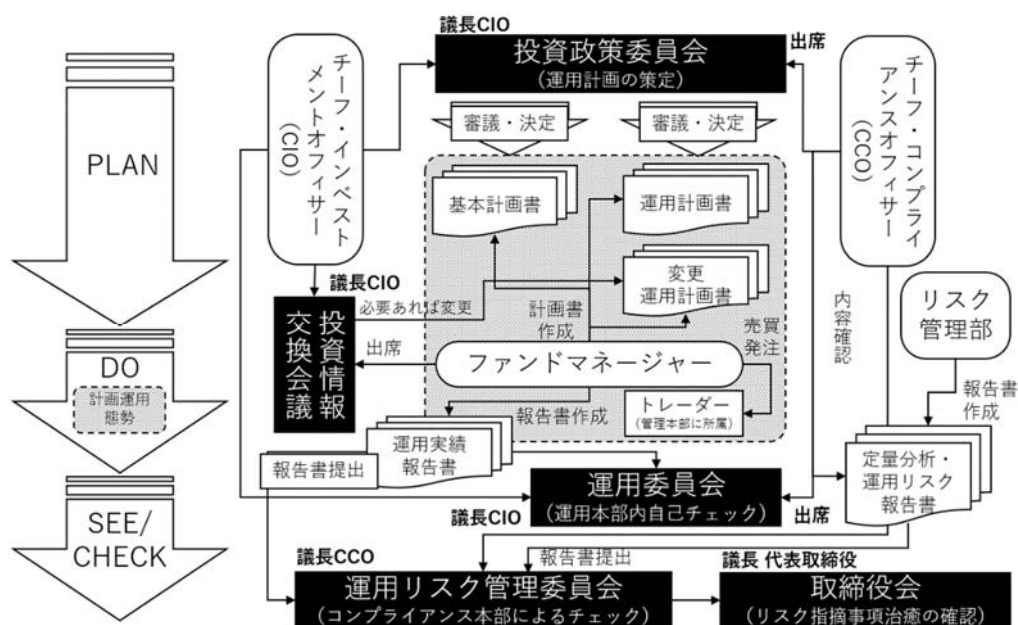 議長CIO
投資政策委員会
(運用計画の策定)
出席
チーフ・インベスト
メントオフィサー
(CIO)
チーフ・コンプライ
アンスオフィサー
(CCO)
PLAN
審議・決定
審議・決定
基本計画書
運用計画書
変更
運用計画書
議長CIO
必要あれば変更
計画書
作成
投資情報
交換会議
出席
ファンドマネージャー
売買
発注
内容確認
リスク
管理部
DO
計画運用
態勢
報告書作成
トレーダー
(管理本部に所属)
報告書
作成
運用実績
報告書
報告書提出
定量分析・
運用リスク
報告書
SEE/
CHECK
運用委員会
(運用本部内自己チェック)
議長CIO
出席
議長CCO
報告書提出
議長 代表取締役
運用リスク管理委員会
(コンプライアンス本部によるチェック)
取締役会
(リスク指摘事項治癒の確認)